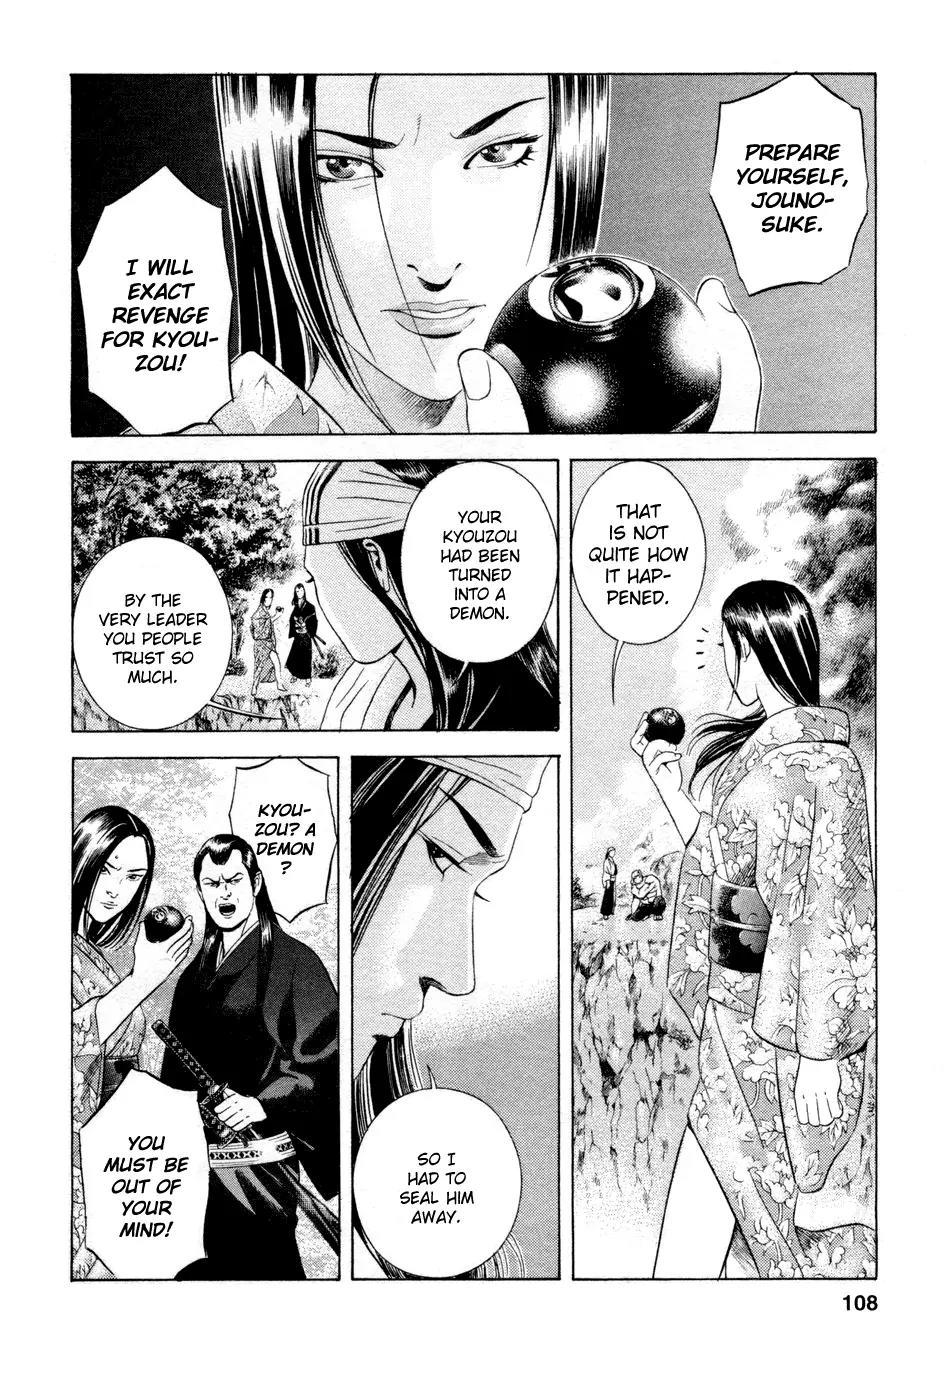 PREPARE
YOURSELF,
JOUNO-
SUKE.
I WILL
EXACT
REVENGE
FOR KYOU-
ZOU!
THAT
IS NOT
QUITE HOW
IT HAP-
PENED.
YOUR
KYOUZOU
HAD BEEN
TURNED
INTO A
DEMON.
BY THE
VERY LEADER
YOU PEOPLE
TRUST SO
MUCH.
SO I
HAD TO
SEAL HIM
AWAY.
KYOU-
ZOU? A
DEMON
?
YOU
MUST BE
OUT OF
YOUR
MIND!
108